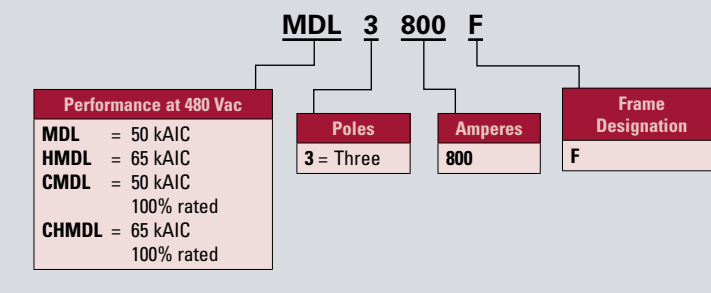 MDL 3 800 F
Performance at 480 Vac
MDL = 50 kAIC
HMDL = 65 kAIC
CMDL = 50 kAIC
100% rated
CHMDL = 65 kAIC
100% rated
Poles
3 = Three
Amperes
800
Frame
Designation
F